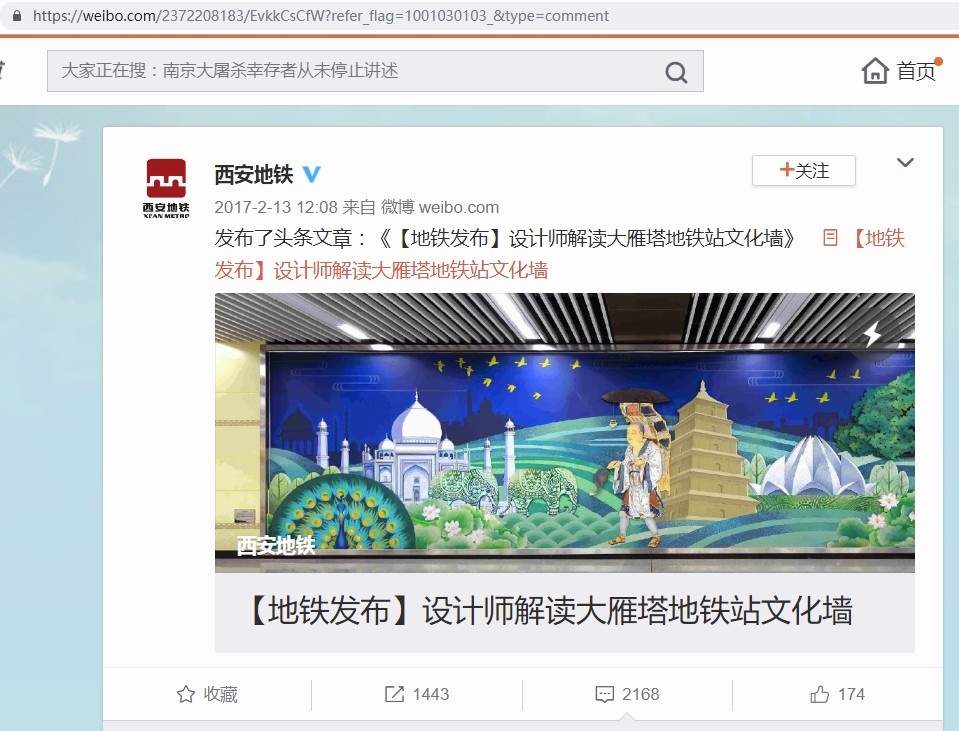 https://weibo.com/2372208183/EvkkCsCfW?refer_flag=1001030103_&type=comment
大家正在搜：南京大屠杀幸存者从未停止讲述
首页
西安地铁
XI'AN METRO
西安地铁
+关注
2017-2-13 12:08 来自 微博 weibo.com
发布了头条文章：《【地铁发布】设计师解读大雁塔地铁站文化墙》 【地铁
发布】设计师解读大雁塔地铁站文化墙
西安地铁
【地铁发布】设计师解读大雁塔地铁站文化墙
收藏
1443
2168
174